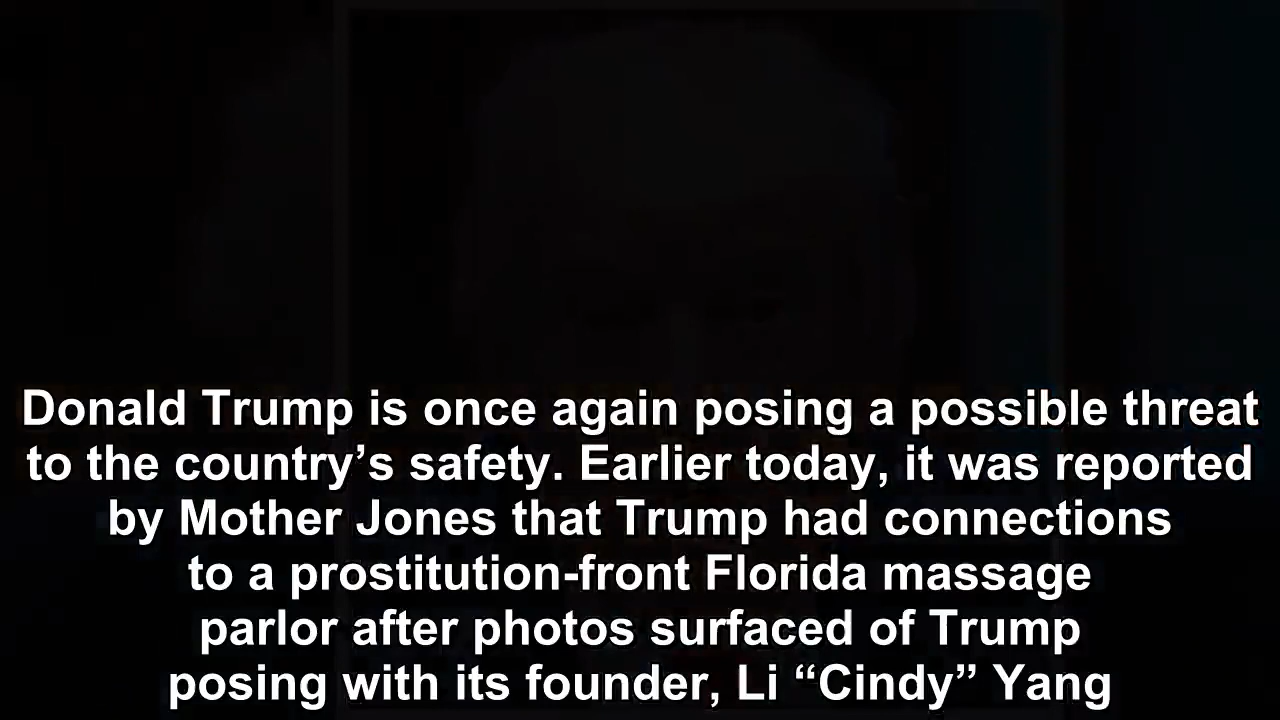 Donald Trump is once again posing a possible threat
to the country’s safety. Earlier today, it was reported
by Mother Jones that Trump had connections
to a prostitution-front Florida massage
parlor after photos surfaced of Trump
posing with its founder, Li “Cindy” Yang